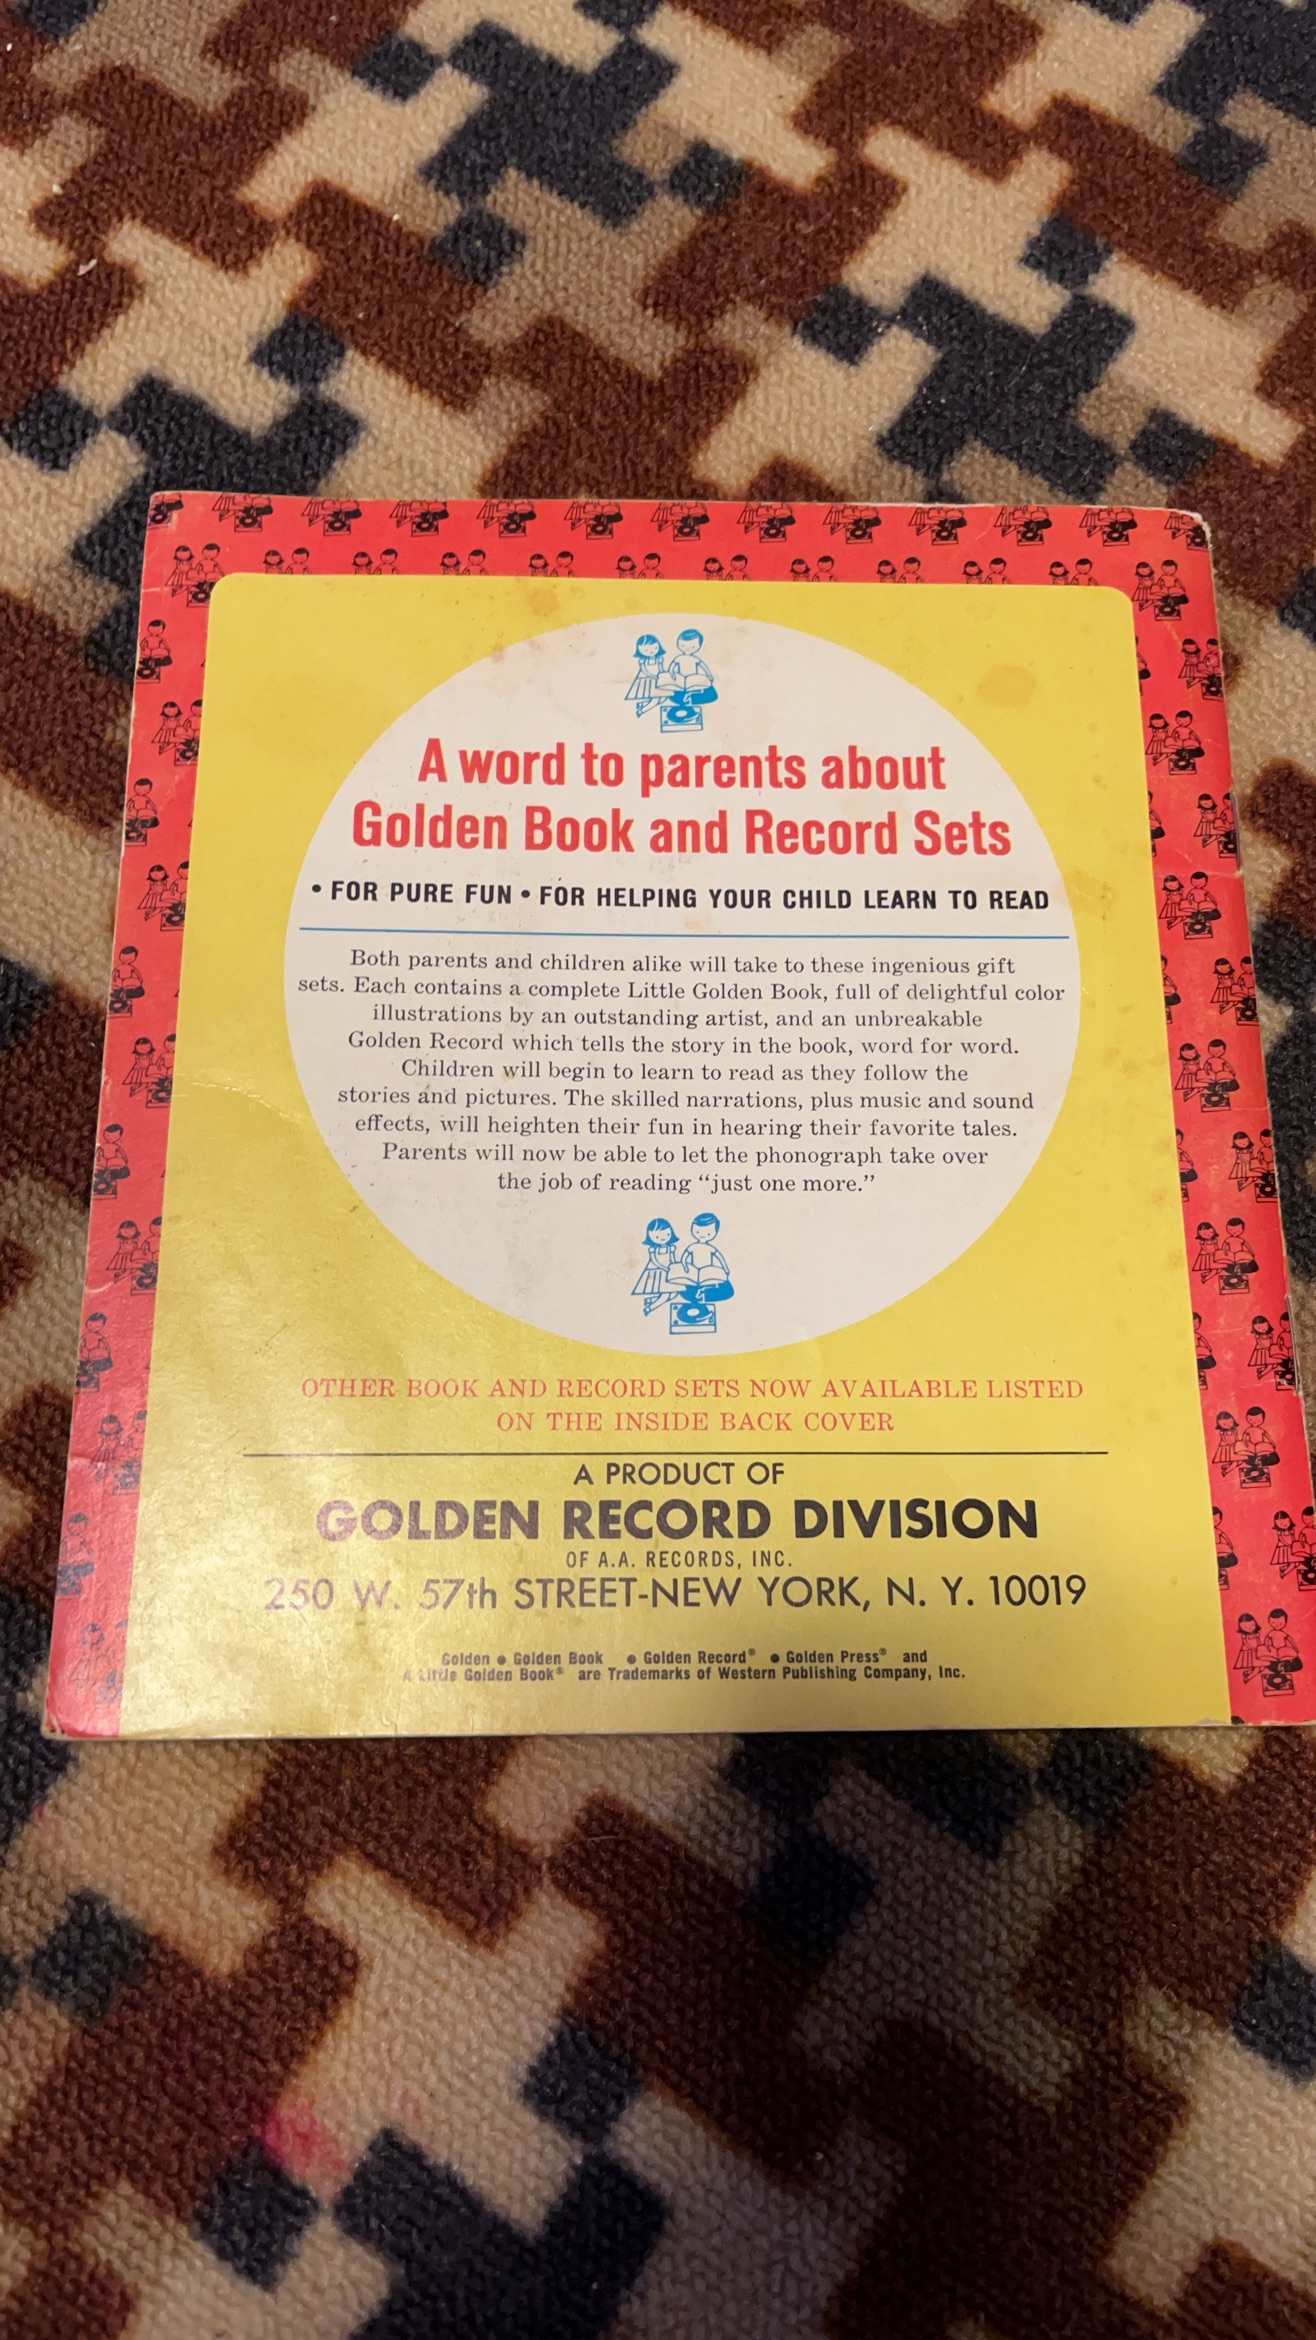 A word to parents about
Golden Book and Record Sets
• FOR PURE FUN • FOR HELPING YOUR CHILD LEARN TO READ
Both parents and children alike will take to these ingenious gift
sets. Each contains a complete Little Golden Book, full of delightful color
illustrations by an outstanding artist, and an unbreakable
Golden Record which tells the story in the book, word for word.
Children will begin to learn to read as they follow the
stories and pictures. The skilled narrations, plus music and sound
effects, will heighten their fun in hearing their favorite tales.
Parents will now be able to let the phonograph take over
the job of reading “just one more.”
OTHER BOOK AND RECORD SETS NOW AVAILABLE LISTED
ON THE INSIDE BACK COVER
A PRODUCT OF
GOLDEN RECORD DIVISION
OF A.A. RECORDS, INC.
250 W. 57th STREET-NEW YORK, N. Y. 10019
Golden • Golden Book • Golden Record® • Golden Press® and
A Little Golden Book® are Trademarks of Western Publishing Company, Inc.